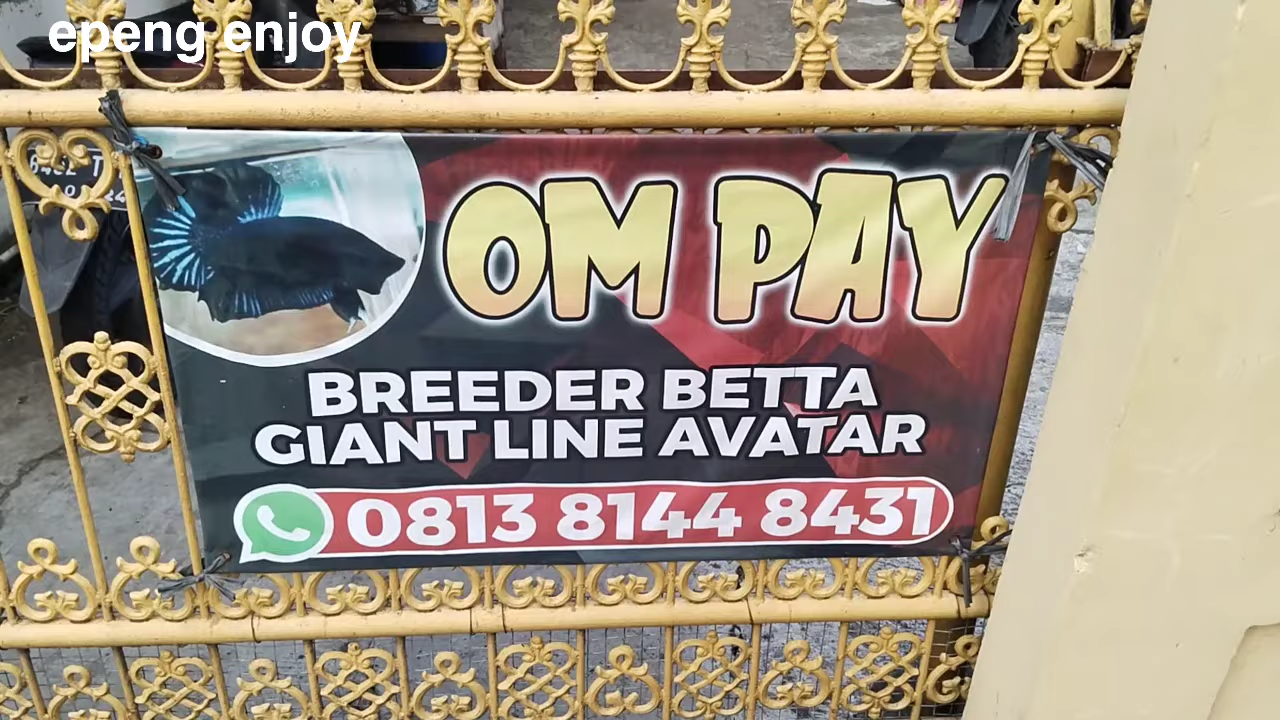 epeng enjoy
OM PAY
BREEDER BETTA
GIANT LINE AVATAR
0813 8144 8431